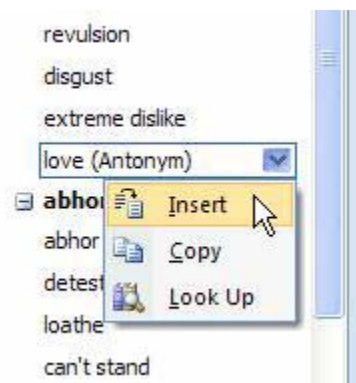 revulsion
disgust
extreme dislike
love (Antonym)
abhor
Insert
abhor
Copy
detest
Look Up
loathe
can't stand